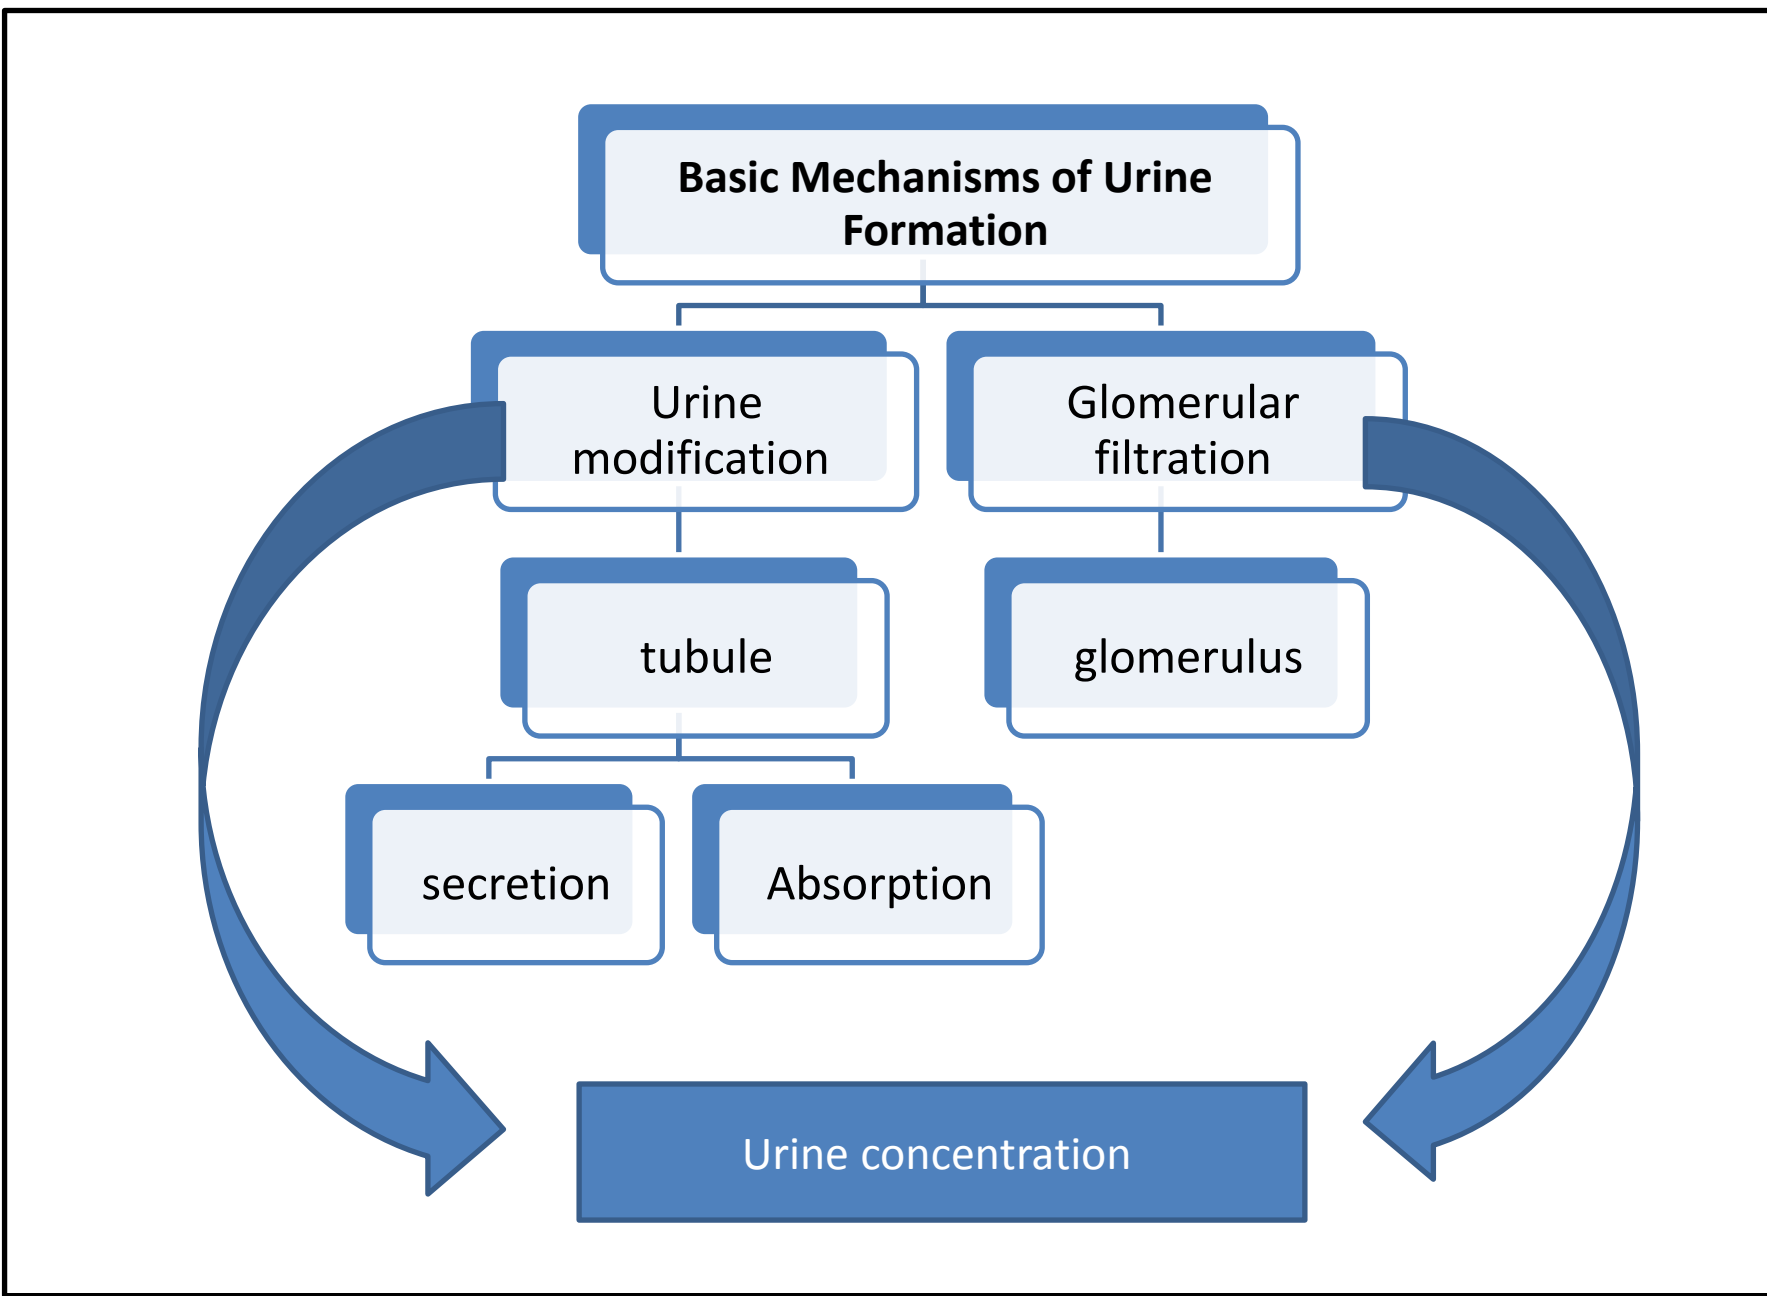 Basic Mechanisms of Urine
Formation
Urine
modification
Glomerular
filtration
tubule
glomerulus
secretion
Absorption
Urine concentration